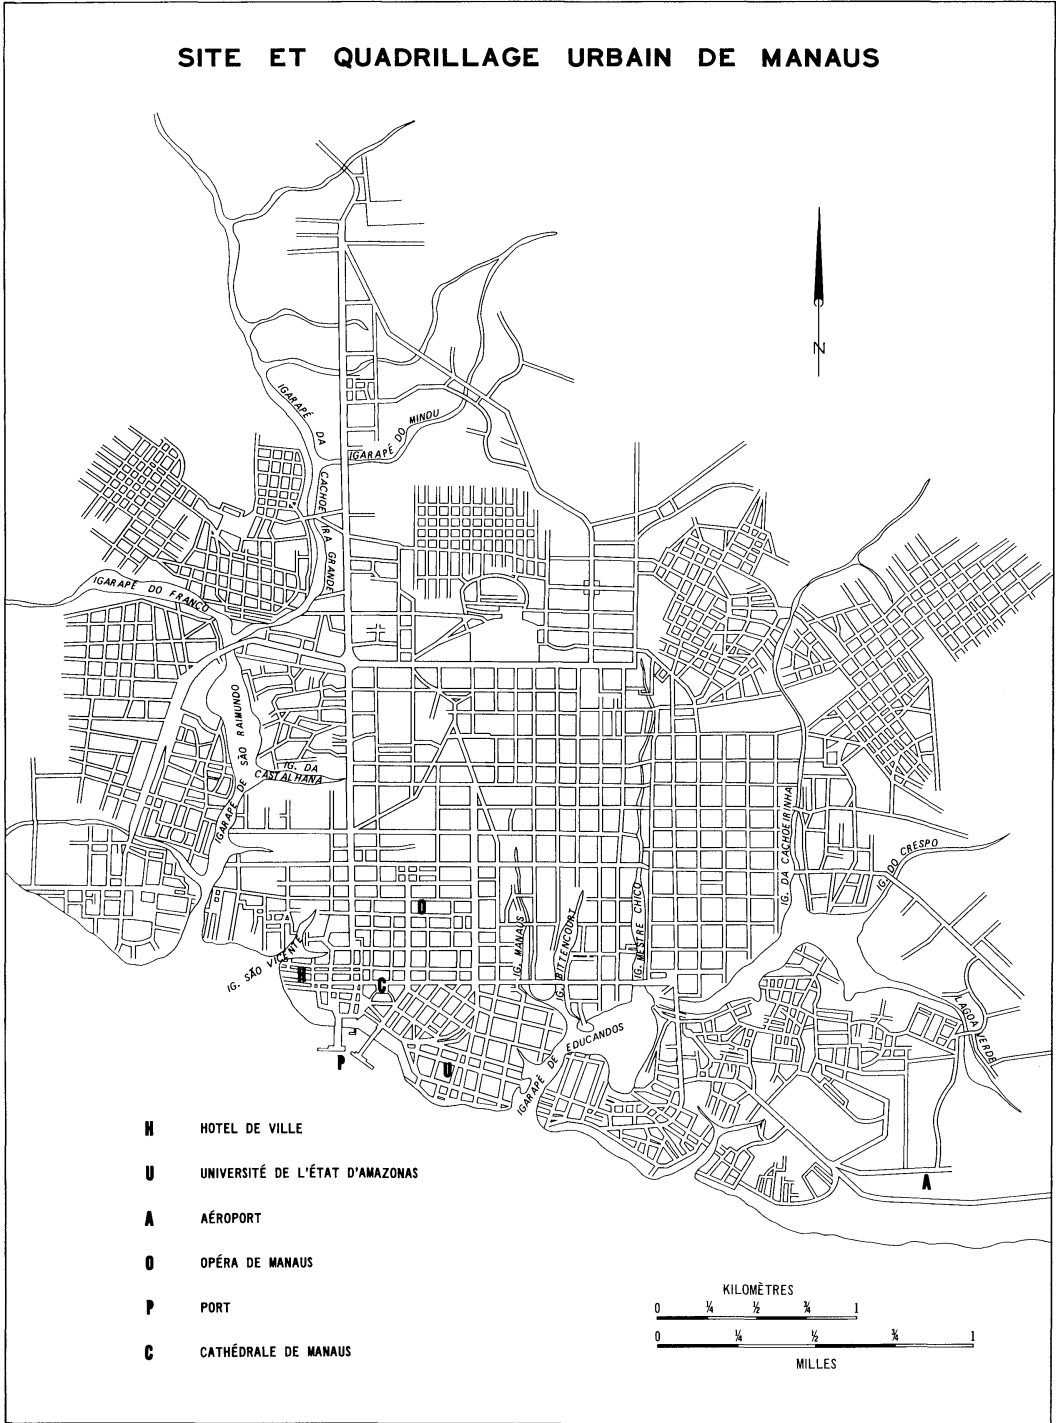 SITE ET QUADRILLAGE URBAIN DE MANAUS
N
IGARAPÉ DA CACHOEIRA GRANDE
IGARAPÉ DO MINDU
IGARAPÉ DO FRANCO
IGARAPÉ DE SÃO RAIMUNDO
IG. DA CASTALHANA
IG. DA CACHOEIRINHA
IG. DO CRESPO
IG. MANAUS
IG. BITTENCOURT
IG. MESTRE CHICO
IG. SÃO VICENTE
O
H
C
LAGOA VERDE
IGARAPÉ DE EDUCANDOS
P
U
A
H HOTEL DE VILLE
U UNIVERSITÉ DE L'ÉTAT D'AMAZONAS
A AÉROPORT
O OPÉRA DE MANAUS
P PORT
C CATHÉDRALE DE MANAUS
KILOMÈTRES
0 ¼ ½ ¾ 1
0 ¼ ½ ¾ 1
MILLES